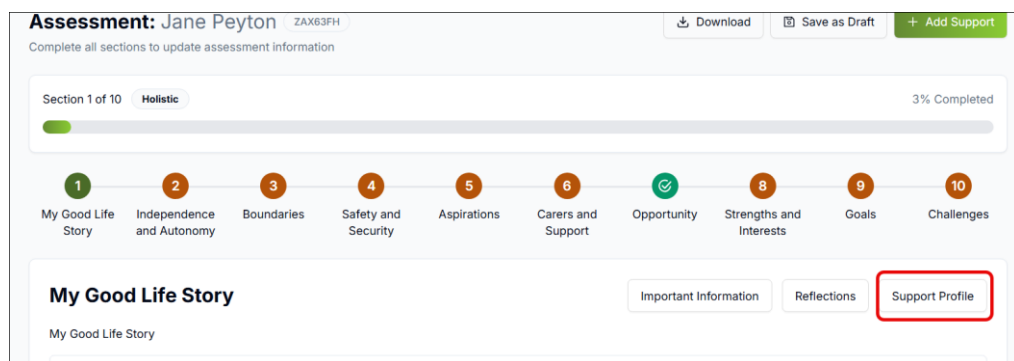 Assessment: Jane Peyton ZAX63FH
Download
Save as Draft
+ Add Support
Complete all sections to update assessment information
Section 1 of 10 Holistic
3% Completed
1
2
3
4
5
6
8
9
10
My Good Life
Story
Independence
and Autonomy
Boundaries
Safety and
Security
Aspirations
Carers and
Support
Opportunity
Strengths and
Interests
Goals
Challenges
My Good Life Story
Important Information
Reflections
Support Profile
My Good Life Story